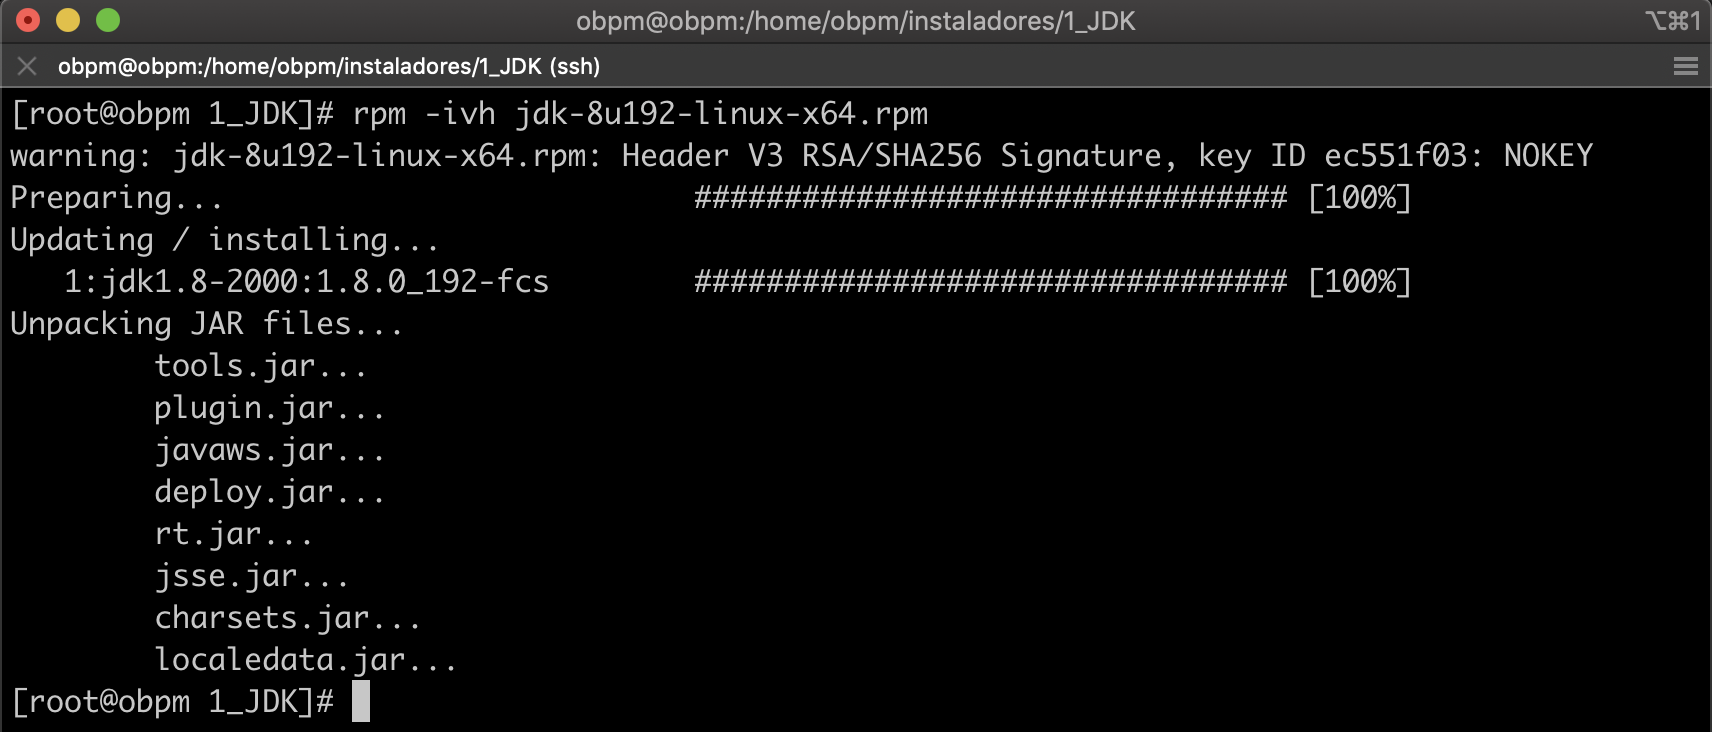 obpm@obpm:/home/obpm/instaladores/1_JDK
⌥⌘1
obpm@obpm:/home/obpm/instaladores/1_JDK (ssh)
[root@obpm 1_JDK]# rpm -ivh jdk-8u192-linux-x64.rpm
warning: jdk-8u192-linux-x64.rpm: Header V3 RSA/SHA256 Signature, key ID ec551f03: NOKEY
Preparing...                          ################################# [100%]
Updating / installing...
   1:jdk1.8-2000:1.8.0_192-fcs        ################################# [100%]
Unpacking JAR files...
        tools.jar...
        plugin.jar...
        javaws.jar...
        deploy.jar...
        rt.jar...
        jsse.jar...
        charsets.jar...
        localedata.jar...
[root@obpm 1_JDK]#